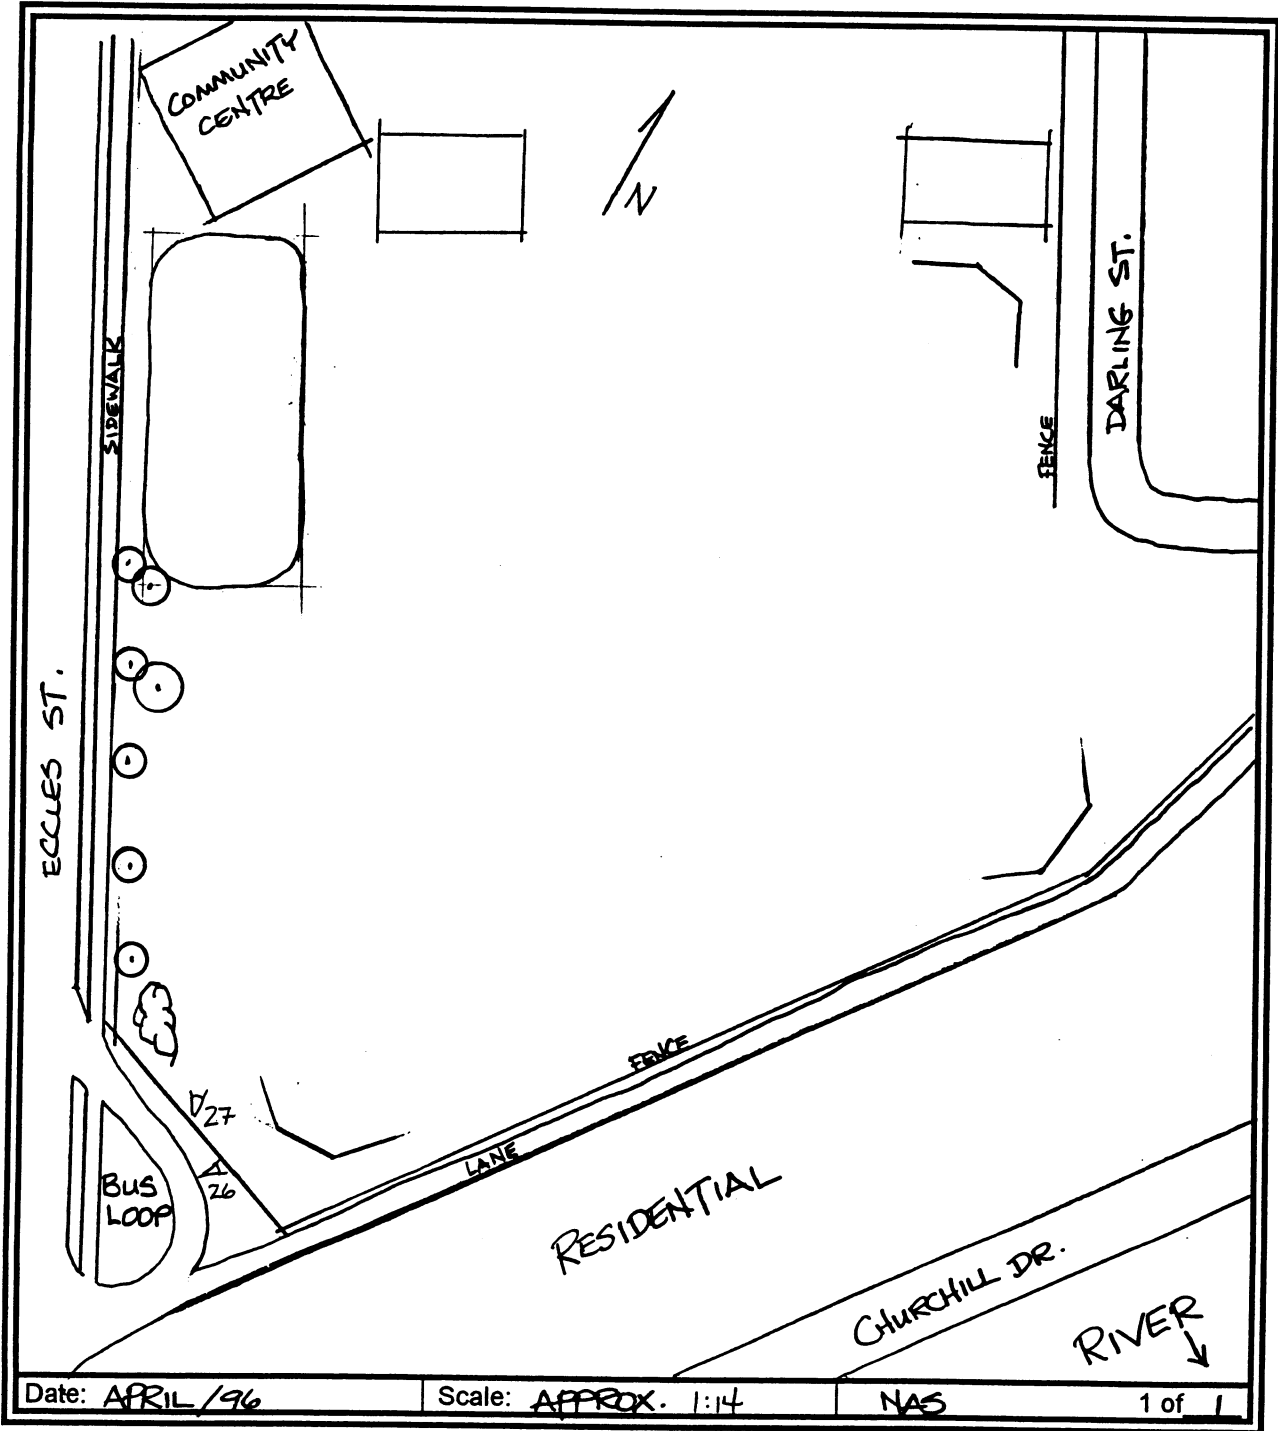 COMMUNITY
CENTRE
N
SIDEWALK
DARLING ST.
FENCE
ECCLES ST.
FENCE
27
LANE
26
BUS
LOOP
RESIDENTIAL
CHURCHILL DR.
RIVER
Date: APRIL/96 Scale: APPROX. 1:14 NAS 1 of 1